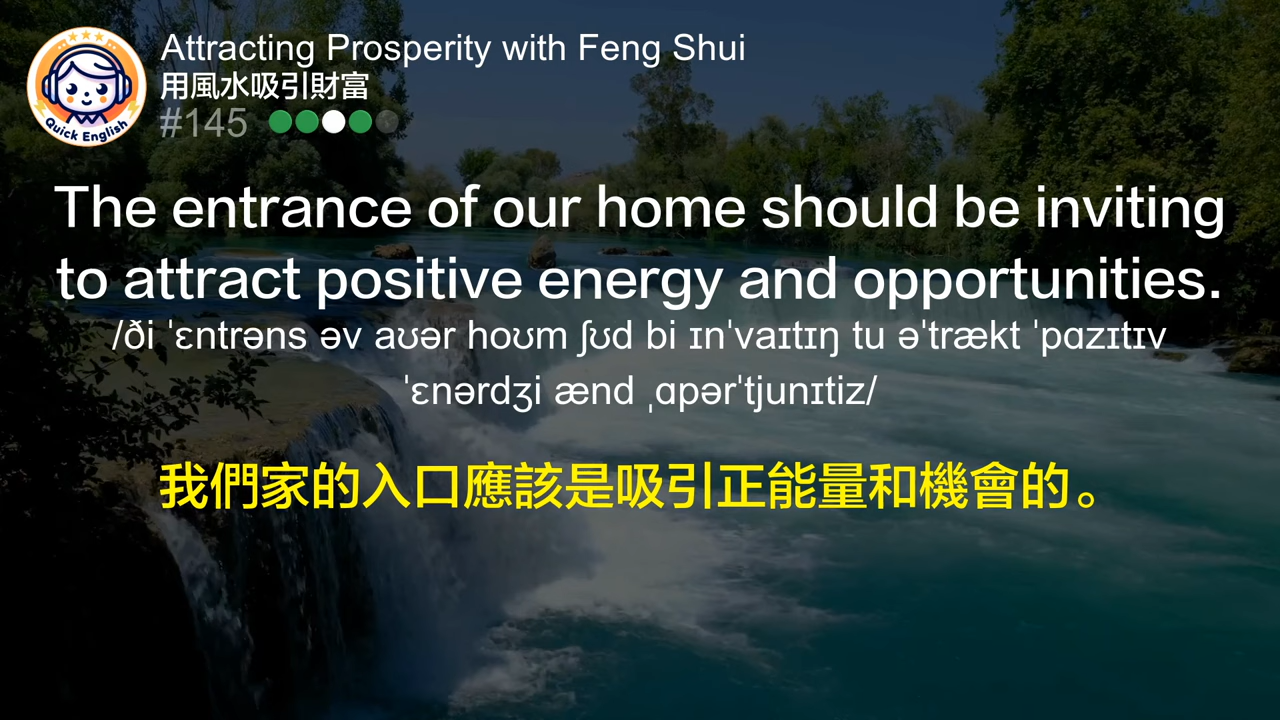 Attracting Prosperity with Feng Shui
用風水吸引財富
#145
Quick English
The entrance of our home should be inviting
to attract positive energy and opportunities.
/ði ˈɛntrəns əv aʊər hoʊm ʃʊd bi ɪnˈvaɪtɪŋ tu əˈtrækt ˈpɑzɪtɪv
ˈɛnərdʒi ænd ˌɑpərˈtjunɪtiz/
我們家的入口應該是吸引正能量和機會的。